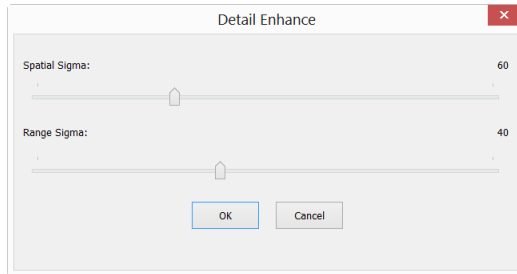 Detail Enhance
Spatial Sigma: 60
Range Sigma: 40
OK Cancel